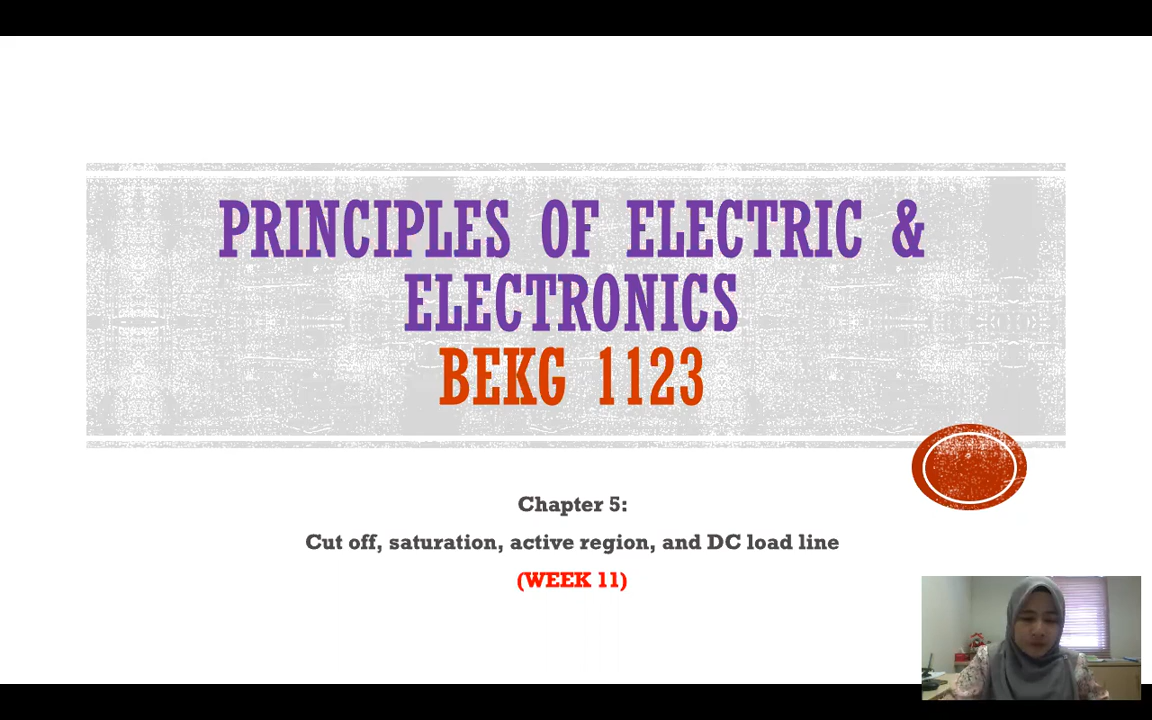 PRINCIPLES OF ELECTRIC &
ELECTRONICS
BEKG 1123
Chapter 5:
Cut off, saturation, active region, and DC load line
(WEEK 11)